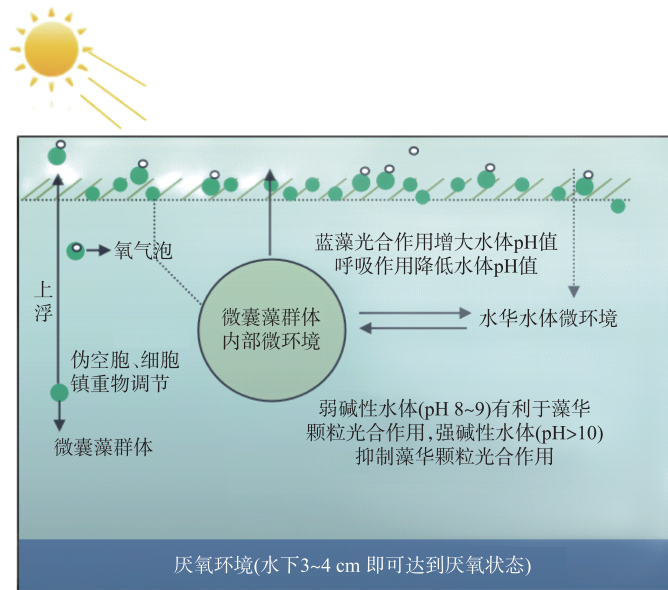 蓝藻光合作用增大水体pH值
呼吸作用降低水体pH值
氧气泡
上浮
微囊藻群体
内部微环境
水华水体微环境
伪空胞、细胞
镇重物调节
微囊藻群体
弱碱性水体(pH 8~9)有利于藻华
颗粒光合作用,强碱性水体(pH>10)
抑制藻华颗粒光合作用
厌氧环境(水下3~4 cm 即可达到厌氧状态)